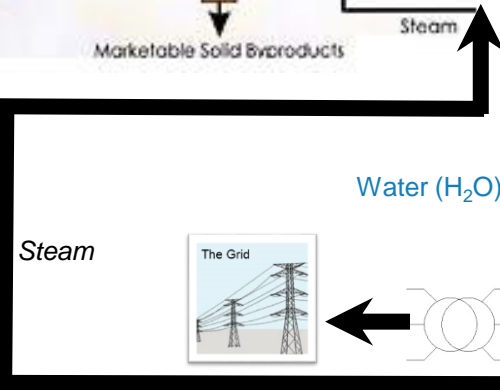 Steam
Marketable Solid Byproducts
Water (H₂O)
Steam
The Grid